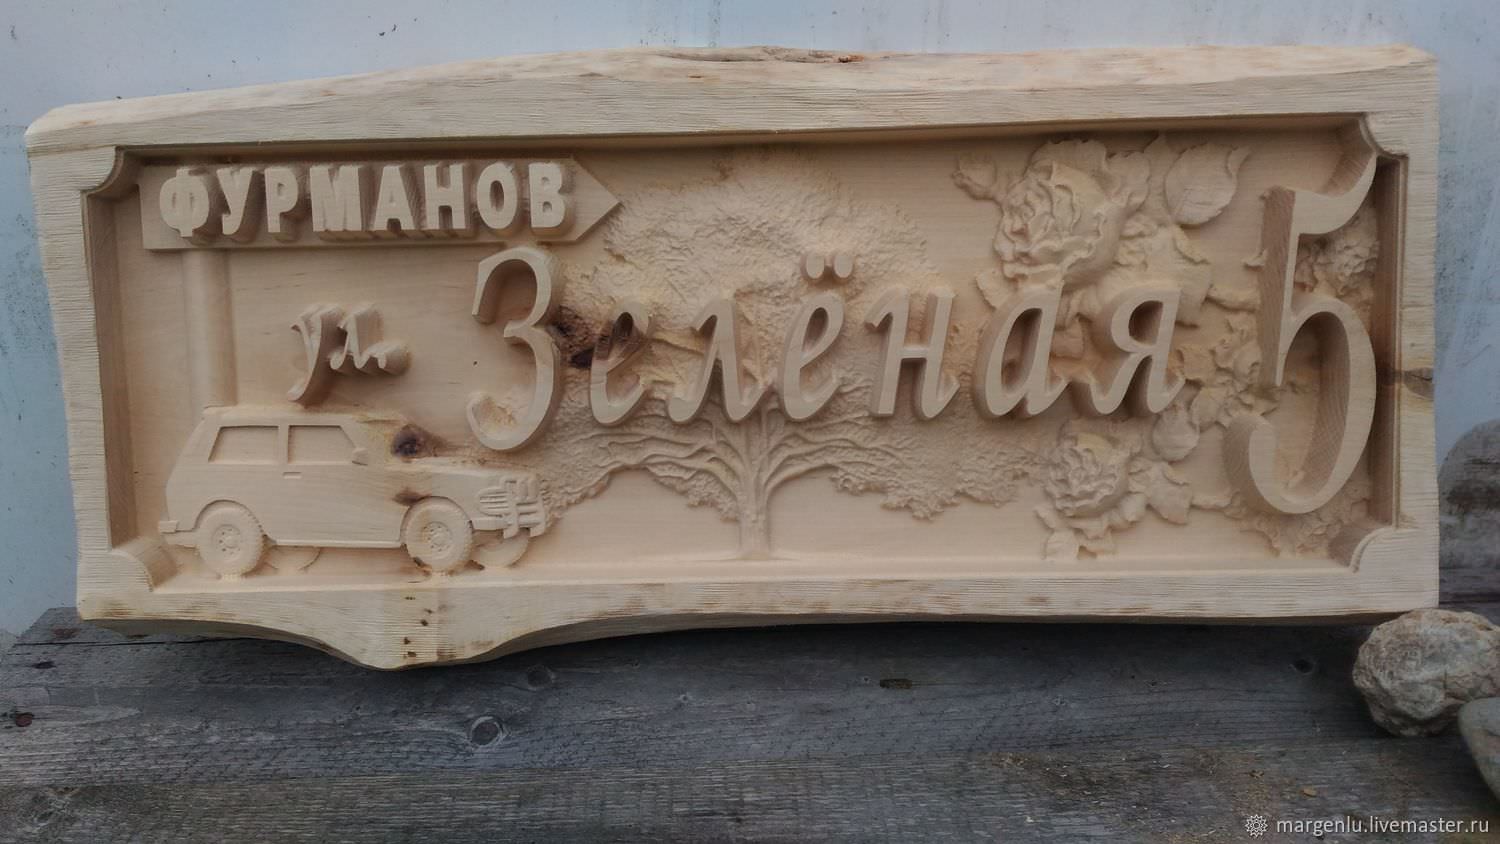 ФУРМАНОВ
ул. Зелёная 5
margenlu.livemaster.ru